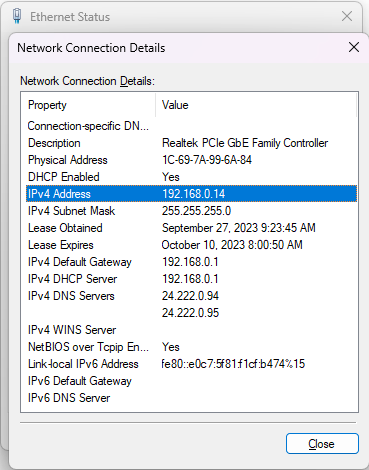 Ethernet Status
Network Connection Details
Network Connection Details:
Property Value
Connection-specific DN...
Description Realtek PCIe GbE Family Controller
Physical Address 1C-69-7A-99-6A-84
DHCP Enabled Yes
IPv4 Address 192.168.0.14
IPv4 Subnet Mask 255.255.255.0
Lease Obtained September 27, 2023 9:23:45 AM
Lease Expires October 10, 2023 8:00:50 AM
IPv4 Default Gateway 192.168.0.1
IPv4 DHCP Server 192.168.0.1
IPv4 DNS Servers 24.222.0.94
24.222.0.95
IPv4 WINS Server
NetBIOS over Tcpip En... Yes
Link-local IPv6 Address fe80::e0c7:5f81:f1cf:b474%15
IPv6 Default Gateway
IPv6 DNS Server
Close